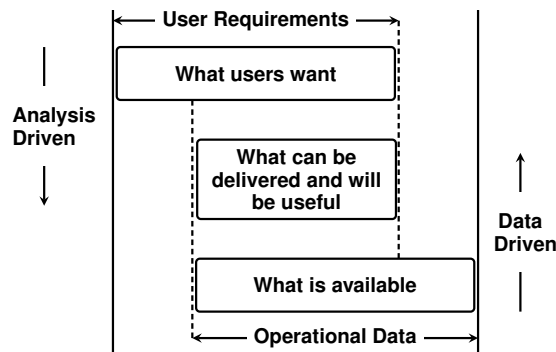 User Requirements
What users want
Analysis
Driven
What can be
delivered and will
be useful
Data
Driven
What is available
Operational Data